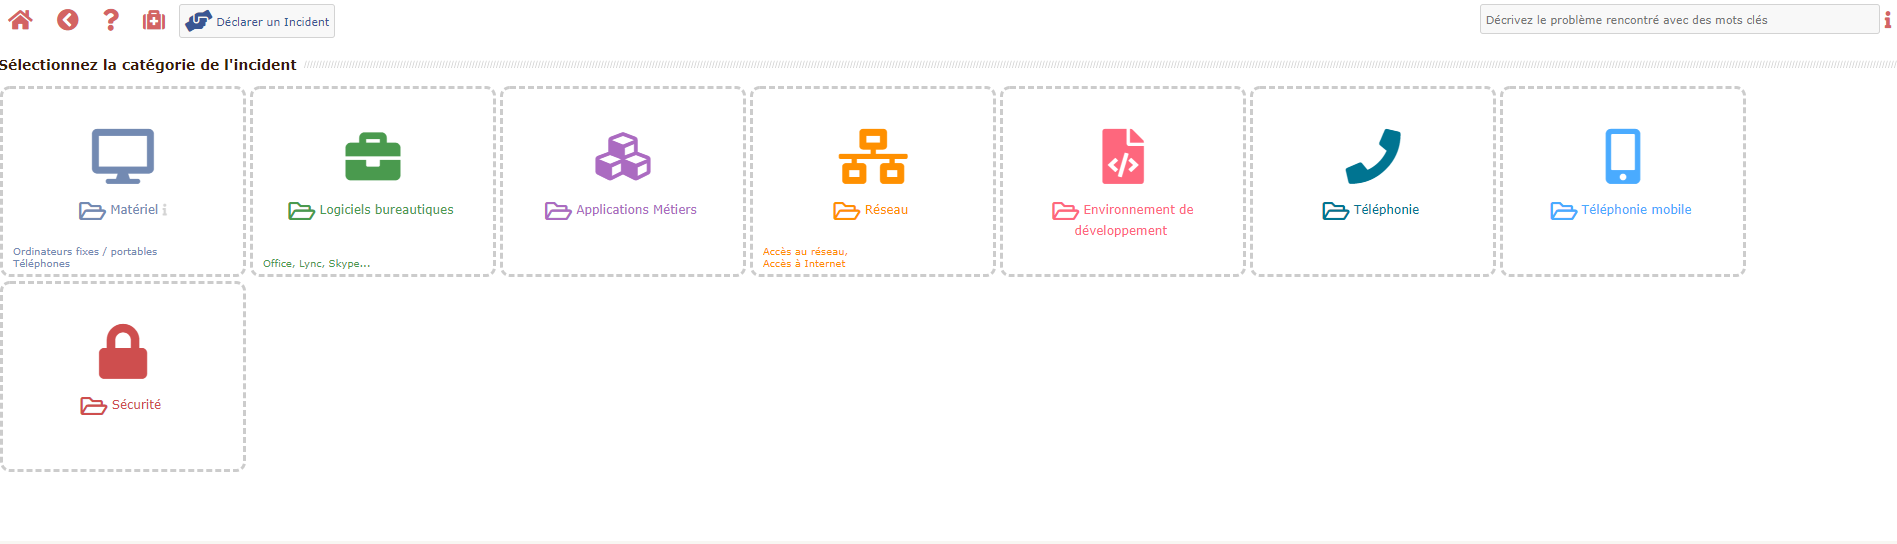 Déclarer un Incident
Décrivez le problème rencontré avec des mots clés
Sélectionnez la catégorie de l'incident
Matériel
Ordinateurs fixes / portables
Téléphones
Logiciels bureautiques
Office, Lync, Skype...
Applications Métiers
Réseau
Accès au réseau,
Accès à Internet
Environnement de
développement
Téléphonie
Téléphonie mobile
Sécurité